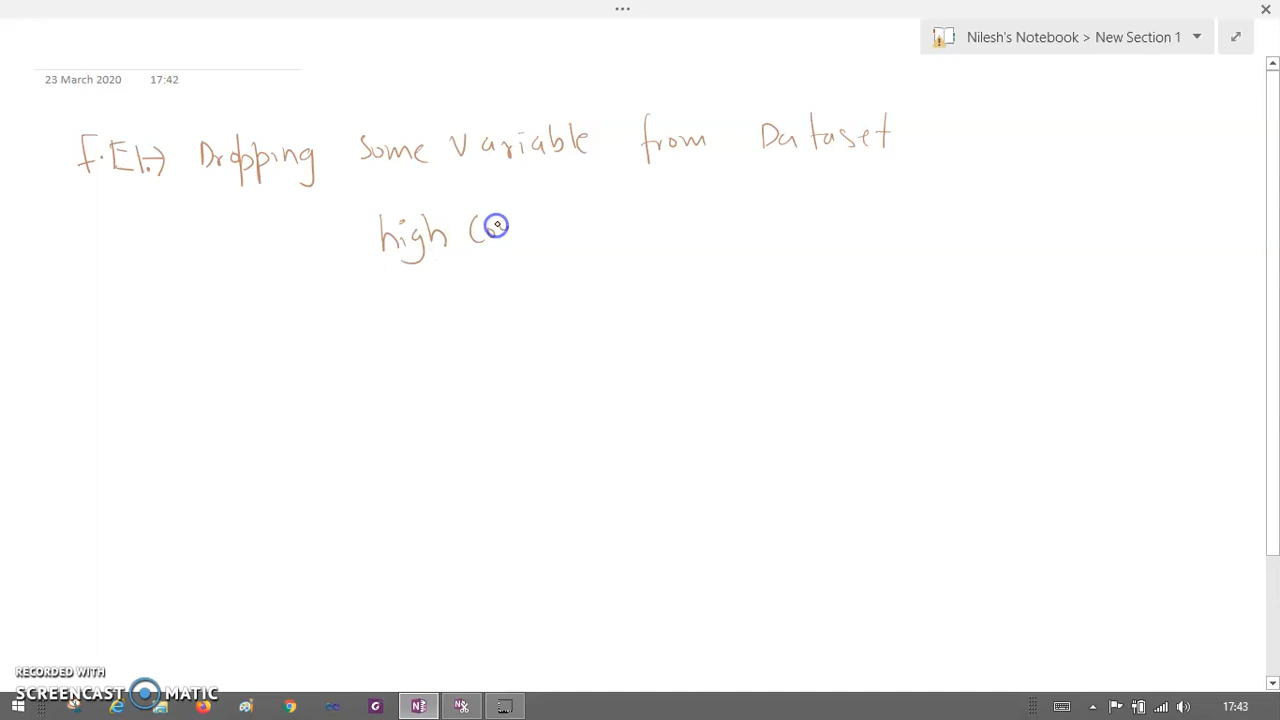 Nilesh's Notebook > New Section 1
23 March 2020 17:42
F.E!:-> Dropping Some Variable from Dataset
high Co
RECORDED WITH
SCREENCAST MATIC
17:43